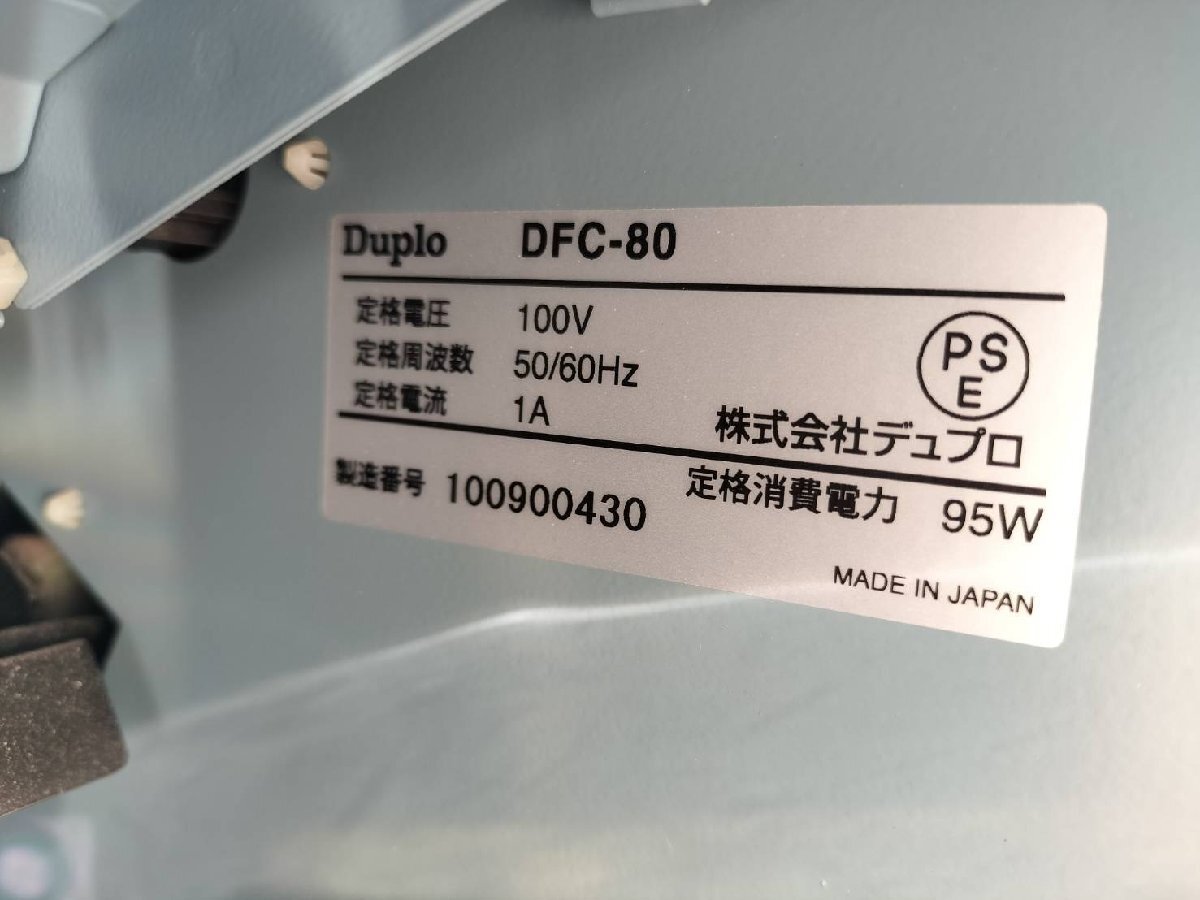 Duplo DFC-80
定格電圧 100V
定格周波数 50/60Hz
定格電流 1A
PS
E
株式会社デュプロ
製造番号 100900430
定格消費電力 95W
MADE IN JAPAN